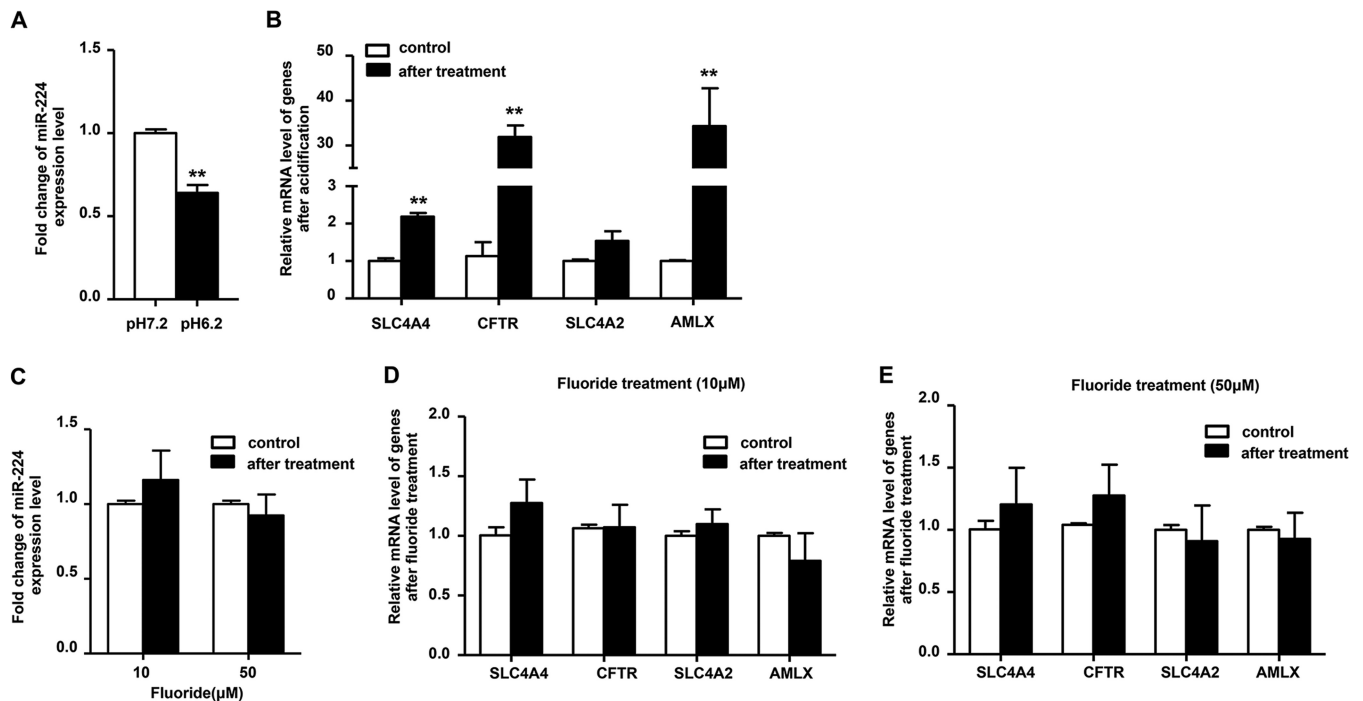 A
Fold change of miR-224
expression level
1.5
1.0
0.5
0.0
pH7.2 pH6.2
**
B
Relative mRNA level of genes
after acidification
50
40
30
3
2
1
0
control
after treatment
**
**
**
SLC4A4 CFTR SLC4A2 AMLX
C
Fold change of miR-224
expression level
1.5
1.0
0.5
0.0
control
after treatment
10 50
Fluoride(μM)
D
Fluoride treatment (10μM)
Relative mRNA level of genes
after fluoride treatment
2.0
1.5
1.0
0.5
0.0
control
after treatment
SLC4A4 CFTR SLC4A2 AMLX
E
Fluoride treatment (50μM)
Relative mRNA level of genes
after fluoride treatment
2.0
1.5
1.0
0.5
0.0
control
after treatment
SLC4A4 CFTR SLC4A2 AMLX